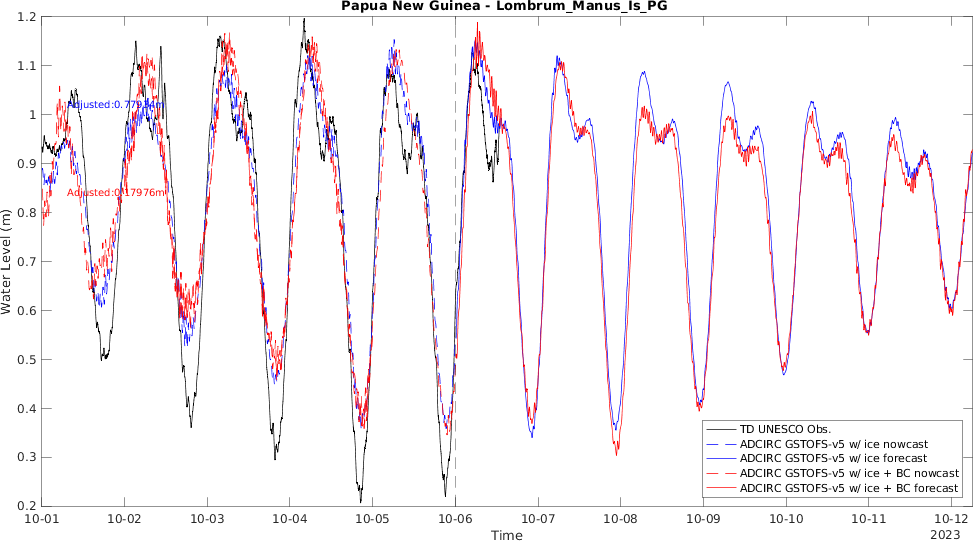 Papua New Guinea - Lombrum_Manus_Is_PG
1.2
1.1
1
0.9
0.8
0.7
0.6
0.5
0.4
0.3
0.2
Water Level (m)
Adjusted:0.17976m
TD UNESCO Obs.
ADCIRC GSTOFS-v5 w/ ice nowcast
ADCIRC GSTOFS-v5 w/ ice forecast
ADCIRC GSTOFS-v5 w/ ice + BC nowcast
ADCIRC GSTOFS-v5 w/ ice + BC forecast
10-01 10-02 10-03 10-04 10-05 10-06 10-07 10-08 10-09 10-10 10-11 10-12
2023
Time